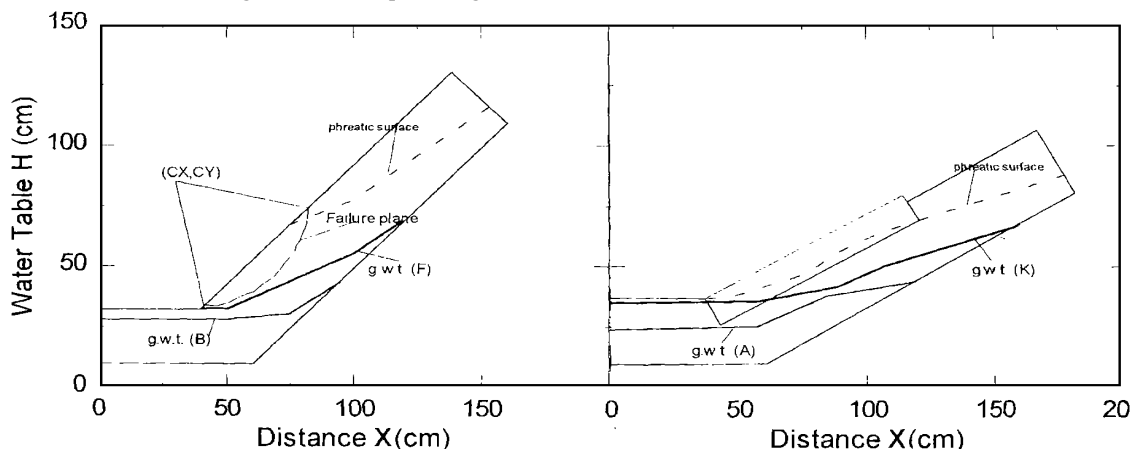 150
100
50
0
Water Table H (cm)
phreatic surface
(CX,CY)
Failure plane
g w t (F)
g.w.t. (B)
0 50 100 150
Distance X(cm)
phreatic surface
g w t (K)
g w t (A)
0 50 100 150 20
Distance X(cm)